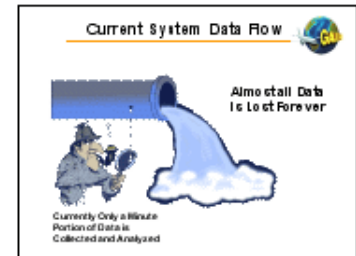 Current System Data Flow
GAIN
Almost all Data
Is Lost Forever
Currently Only a Minute
Portion of Data is
Collected and Analyzed